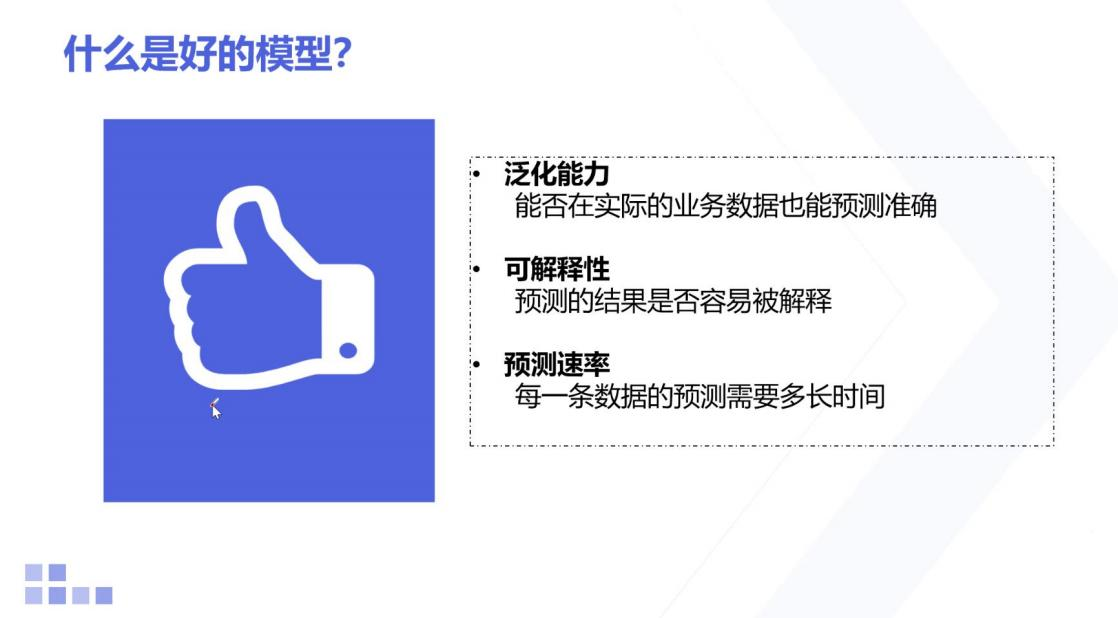 什么是好的模型?
• 泛化能力
能否在实际的业务数据也能预测准确
• 可解释性
预测的结果是否容易被解释
• 预测速率
每一条数据的预测需要多长时间